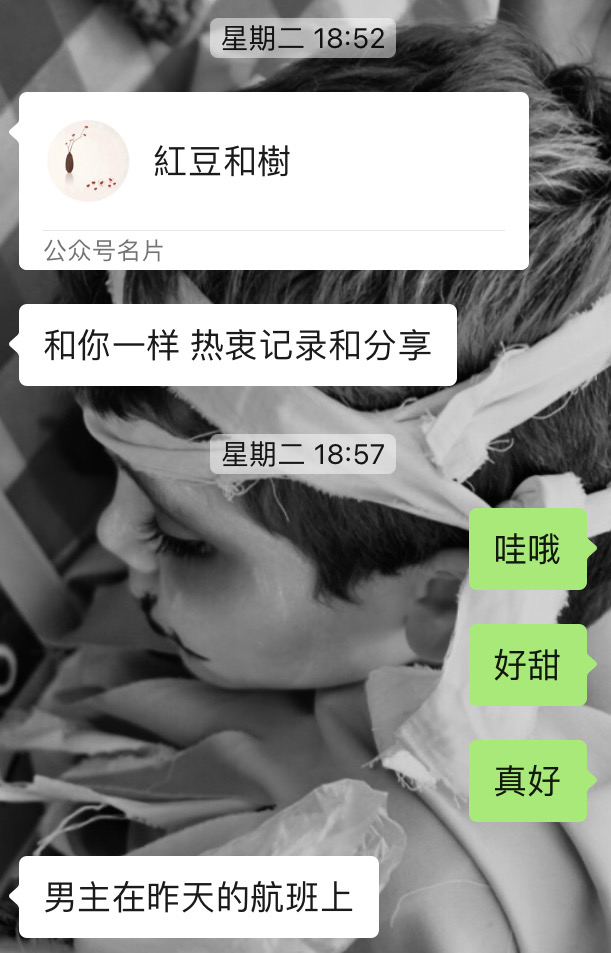 星期二 18:52
紅豆和樹
公众号名片
和你一样 热衷记录和分享
星期二 18:57
哇哦
好甜
真好
男主在昨天的航班上